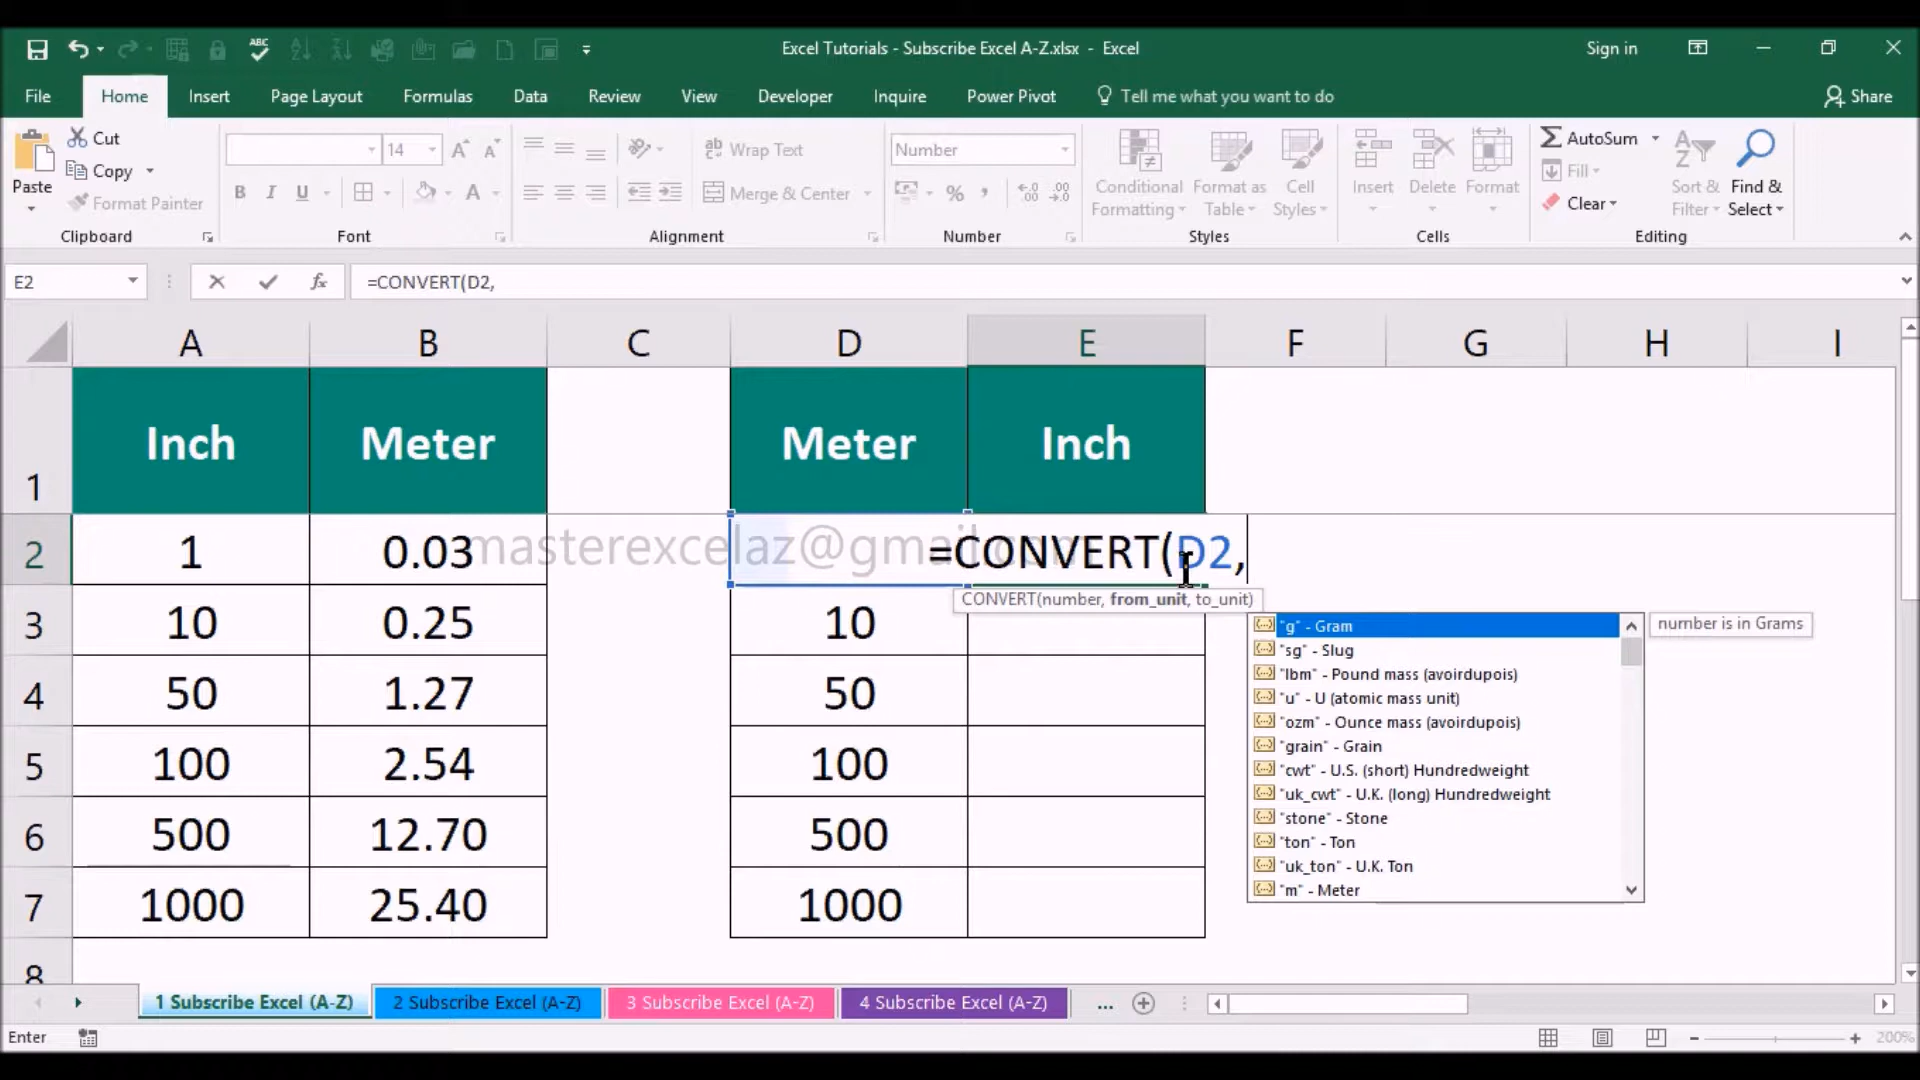 Excel Tutorials - Subscribe Excel A-Z.xlsx - Excel
Sign in
File Home Insert Page Layout Formulas Data Review View Developer Inquire Power Pivot Tell me what you want to do Share
Paste
Cut
Copy
Format Painter
Clipboard
14
B I U
Font
Wrap Text
Merge & Center
Alignment
Number
%
Number
Conditional Formatting
Format as Table
Cell Styles
Styles
Insert
Delete
Format
Cells
AutoSum
Fill
Clear
Sort & Filter
Find & Select
Editing
E2
fx
=CONVERT(D2,
A B C D E F G H I
1 Inch Meter Meter Inch
2 1 0.03 =CONVERT(D2,
masterexcelaz@gmail.com
CONVERT(number, from_unit, to_unit)
3 10 0.25 10
4 50 1.27 50
5 100 2.54 100
6 500 12.70 500
7 1000 25.40 1000
8
"g" - Gram
"sg" - Slug
"lbm" - Pound mass (avoirdupois)
"u" - U (atomic mass unit)
"ozm" - Ounce mass (avoirdupois)
"grain" - Grain
"cwt" - U.S. (short) Hundredweight
"uk_cwt" - U.K. (long) Hundredweight
"stone" - Stone
"ton" - Ton
"uk_ton" - U.K. Ton
"m" - Meter
number is in Grams
1 Subscribe Excel (A-Z) 2 Subscribe Excel (A-Z) 3 Subscribe Excel (A-Z) 4 Subscribe Excel (A-Z) ...
Enter
200%